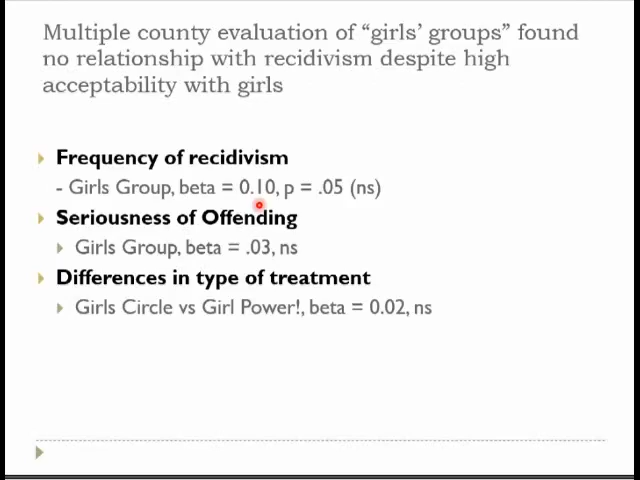 Multiple county evaluation of “girls’ groups” found
no relationship with recidivism despite high
acceptability with girls
Frequency of recidivism
- Girls Group, beta = 0.10, p = .05 (ns)
Seriousness of Offending
Girls Group, beta = .03, ns
Differences in type of treatment
Girls Circle vs Girl Power!, beta = 0.02, ns